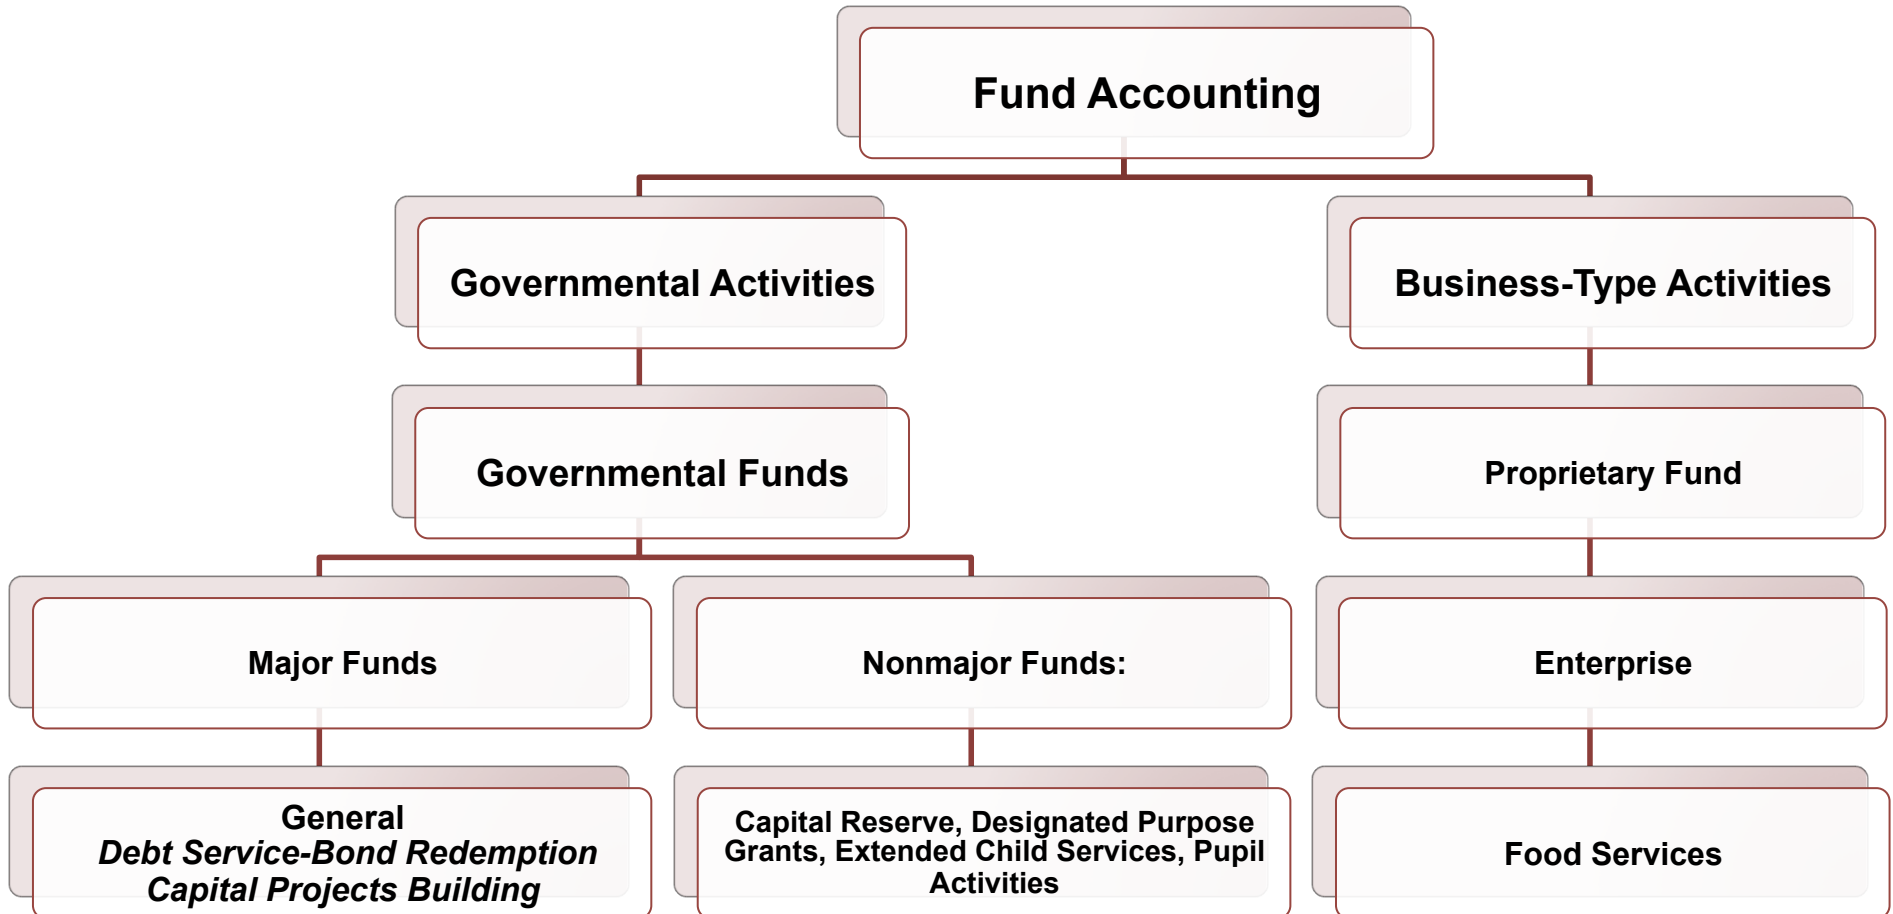 Fund Accounting
Governmental Activities
Business-Type Activities
Governmental Funds
Proprietary Fund
Major Funds
Nonmajor Funds:
Enterprise
General
Debt Service-Bond Redemption
Capital Projects Building
Capital Reserve, Designated Purpose
Grants, Extended Child Services, Pupil
Activities
Food Services